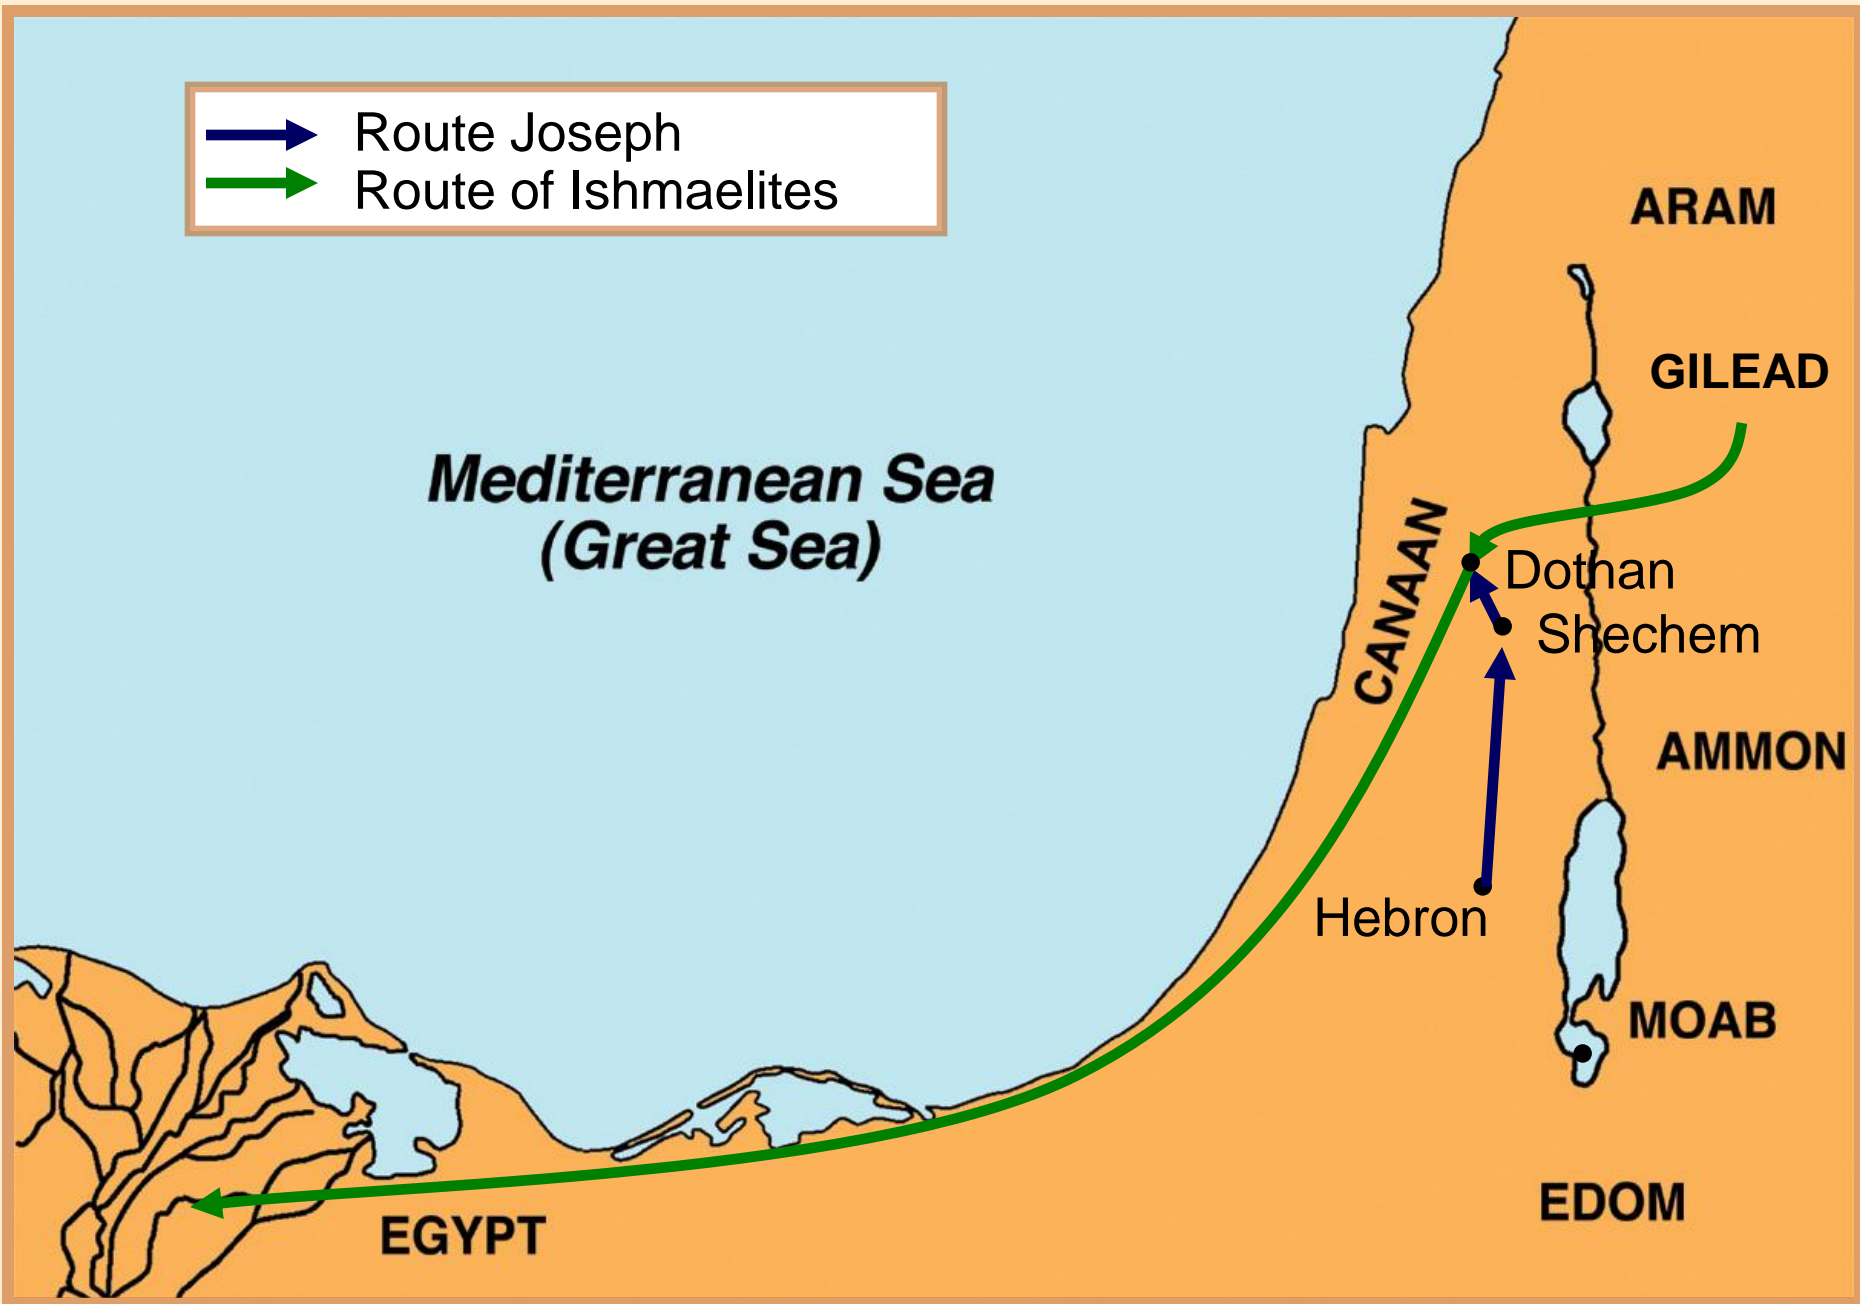 Route Joseph
Route of Ishmaelites
ARAM
GILEAD
Mediterranean Sea
(Great Sea)
CANAAN
Dothan
Shechem
AMMON
Hebron
MOAB
EDOM
EGYPT